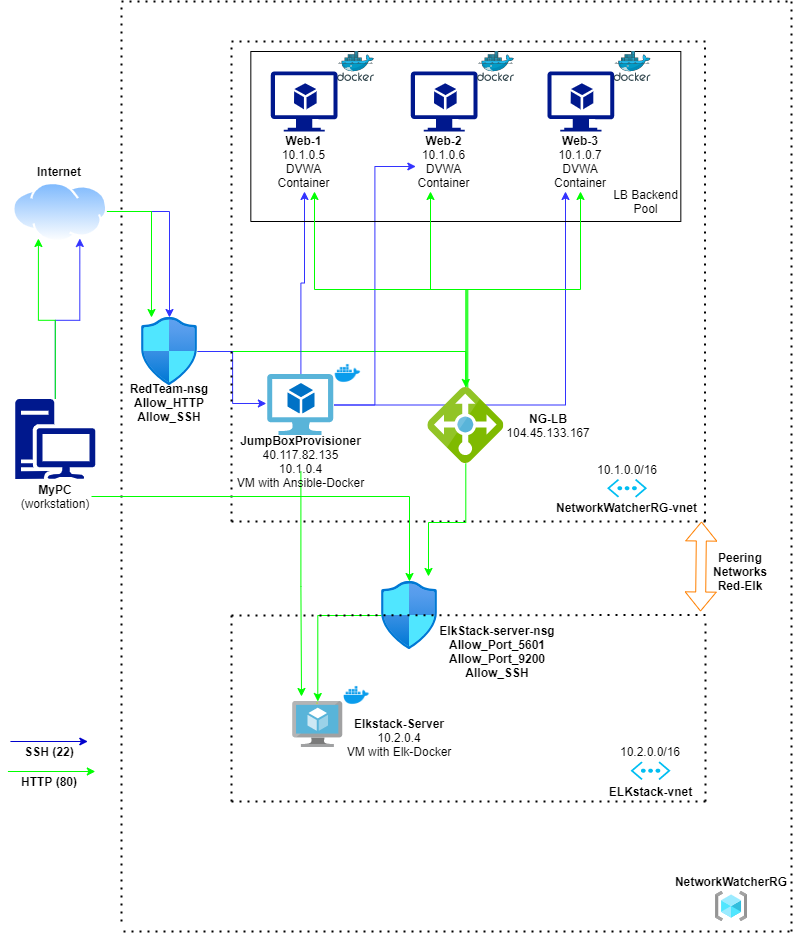 docker
docker
docker
Web-1
10.1.0.5
DVWA
Container
Web-2
10.1.0.6
DVWA
Container
Web-3
10.1.0.7
DVWA
Container
LB Backend
Pool
Internet
RedTeam-nsg
Allow_HTTP
Allow_SSH
JumpBoxProvisioner
40.117.82.135
10.1.0.4
VM with Ansible-Docker
NG-LB
104.45.133.167
10.1.0.0/16
NetworkWatcherRG-vnet
MyPC
(workstation)
Peering
Networks
Red-Elk
ElkStack-server-nsg
Allow_Port_5601
Allow_Port_9200
Allow_SSH
Elkstack-Server
10.2.0.4
VM with Elk-Docker
10.2.0.0/16
ELKstack-vnet
SSH (22)
HTTP (80)
NetworkWatcherRG